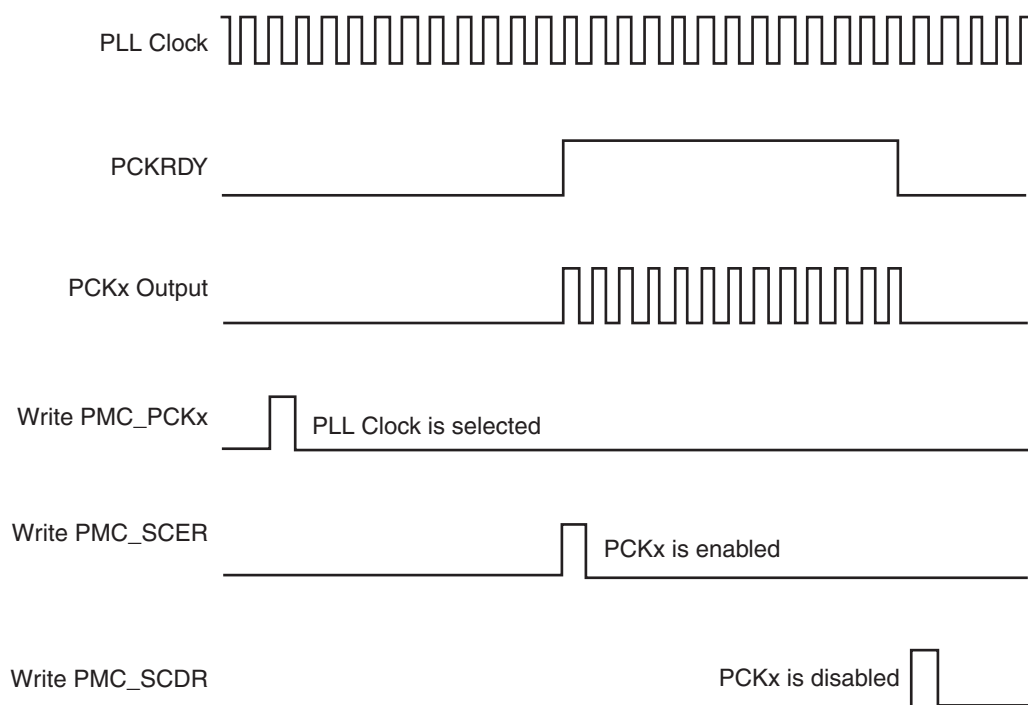 PLL Clock
PCKRDY
PCKx Output
Write PMC_PCKx
PLL Clock is selected
Write PMC_SCER
PCKx is enabled
Write PMC_SCDR
PCKx is disabled